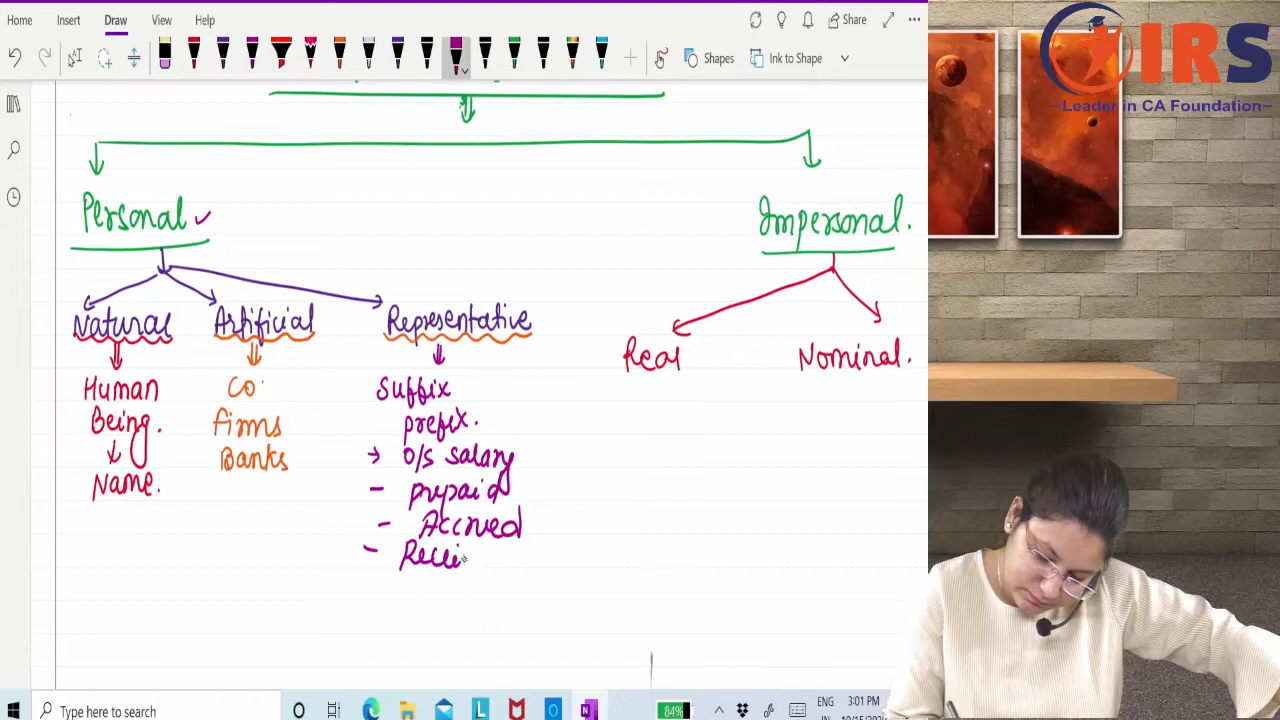 Home Insert Draw View Help Share
Shapes Ink to Shape
IRS
Leader in CA Foundation
Personal
Impersonal.
Natural Artificial Representative
Real Nominal.
Human Co. Suffix
Being. firms prefix.
Banks O/S salary
Name. - prepaid
- Accrued
- Recei
Type here to search
84%
ENG 3:01 PM
IN